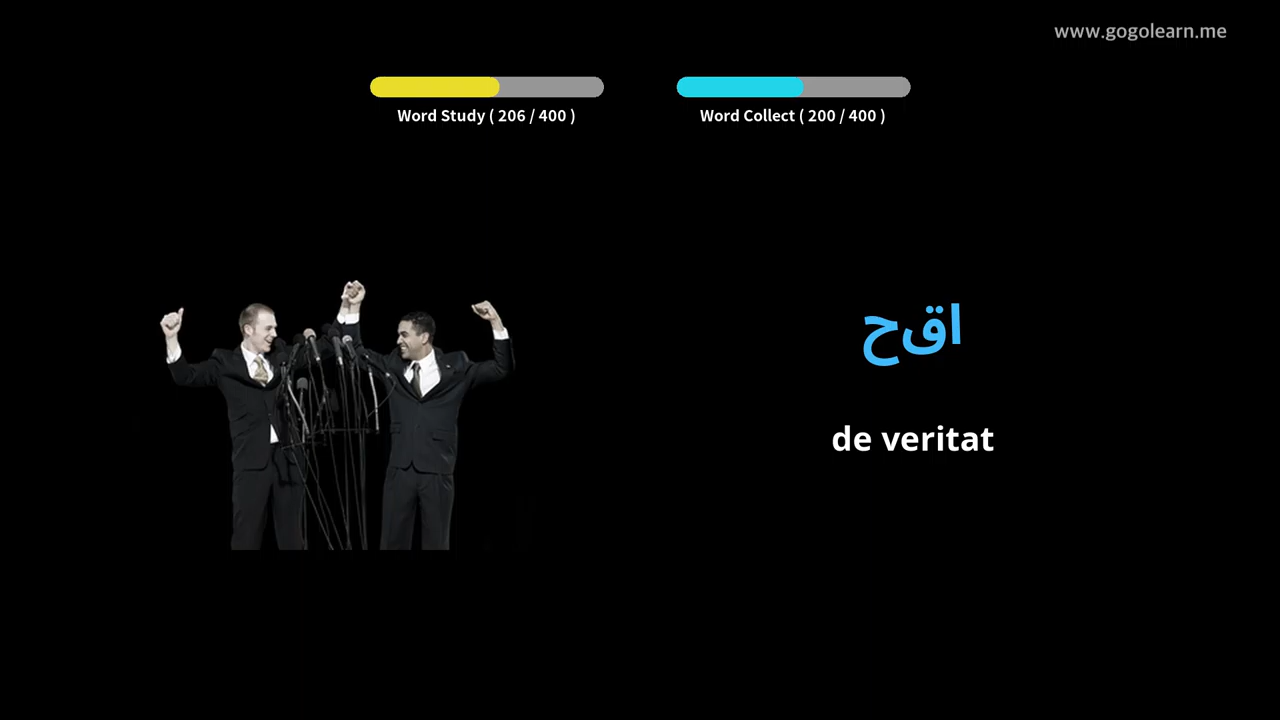 www.gogolearn.me
Word Study ( 206 / 400 )
Word Collect ( 200 / 400 )
اقح
de veritat